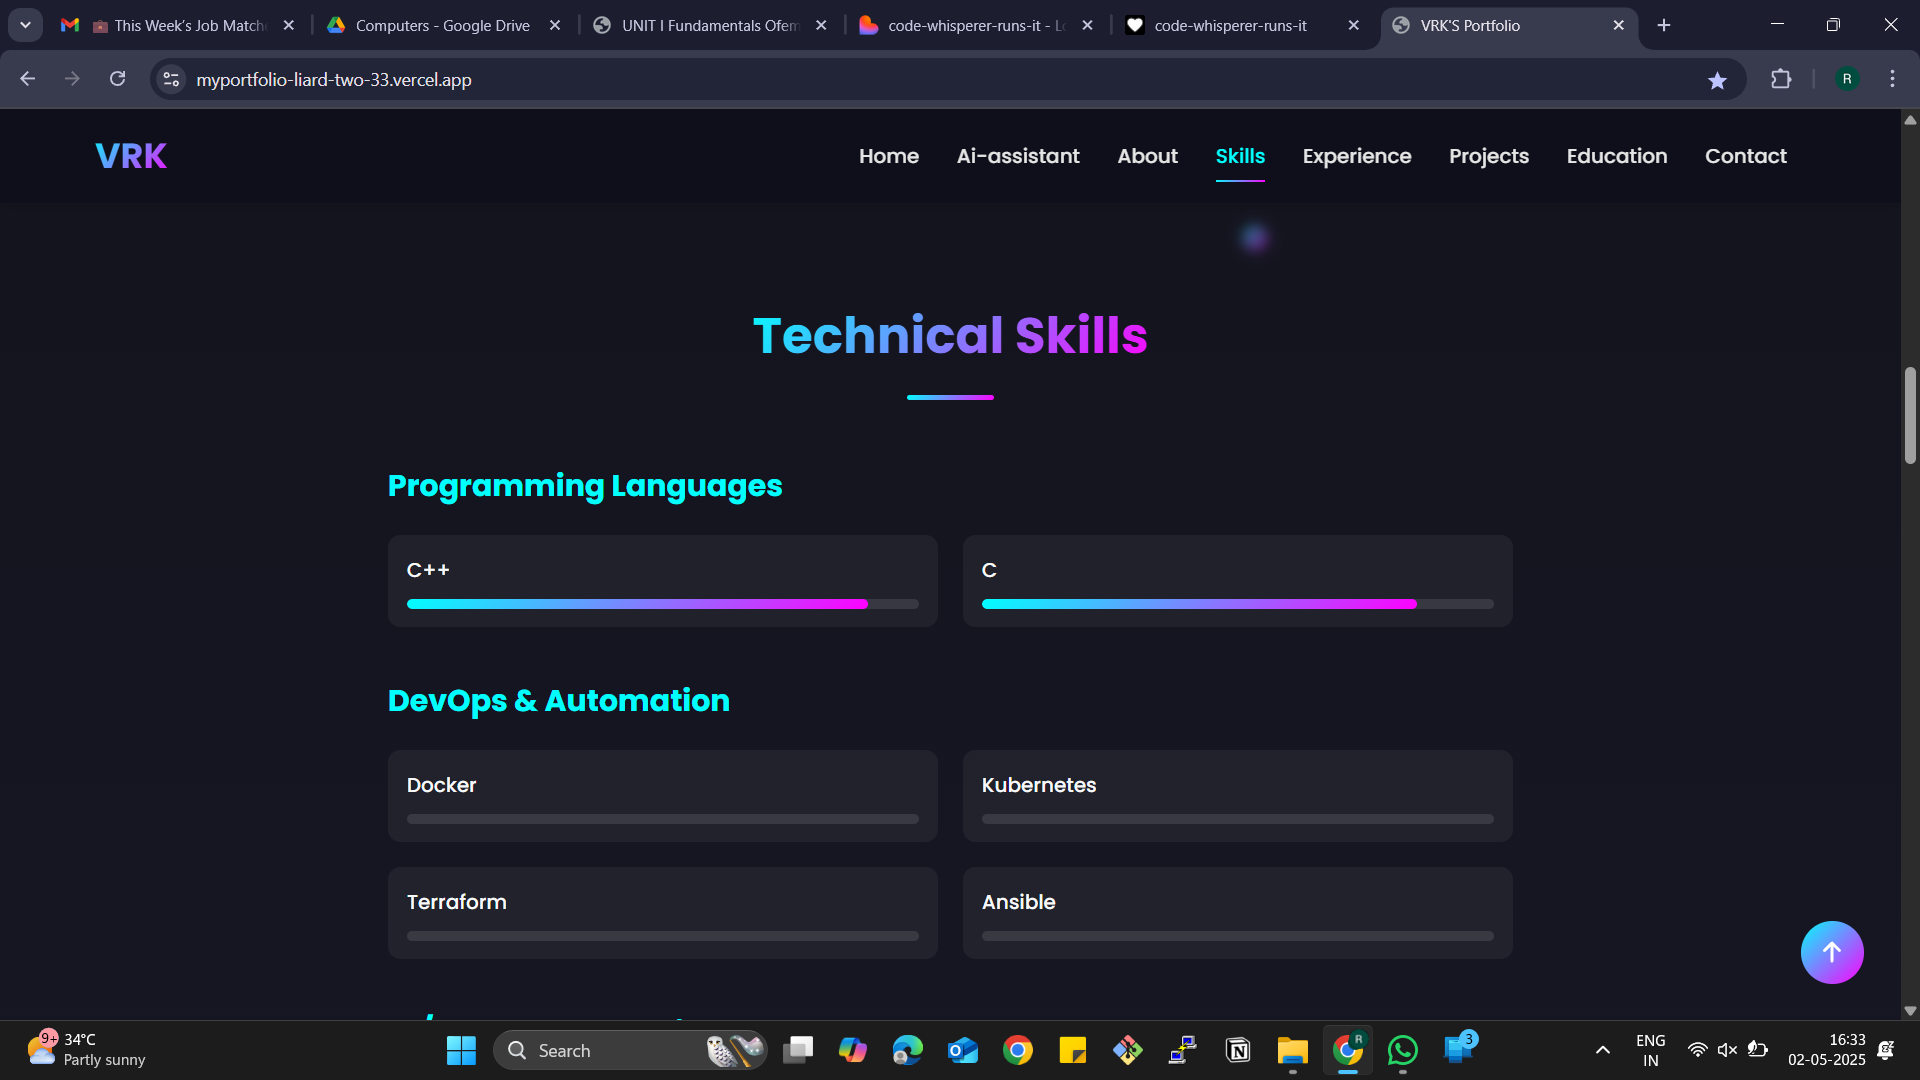 This Week's Job Match
Computers - Google Drive
UNIT I Fundamentals Ofem
code-whisperer-runs-it - Lo
code-whisperer-runs-it
VRK'S Portfolio
myportfolio-liard-two-33.vercel.app
R
VRK
Home
Ai-assistant
About
Skills
Experience
Projects
Education
Contact
Technical Skills
Programming Languages
C++
C
DevOps & Automation
Docker
Kubernetes
Terraform
Ansible
9+
34°C
Partly sunny
Search
R
3
ENG
IN
16:33
02-05-2025